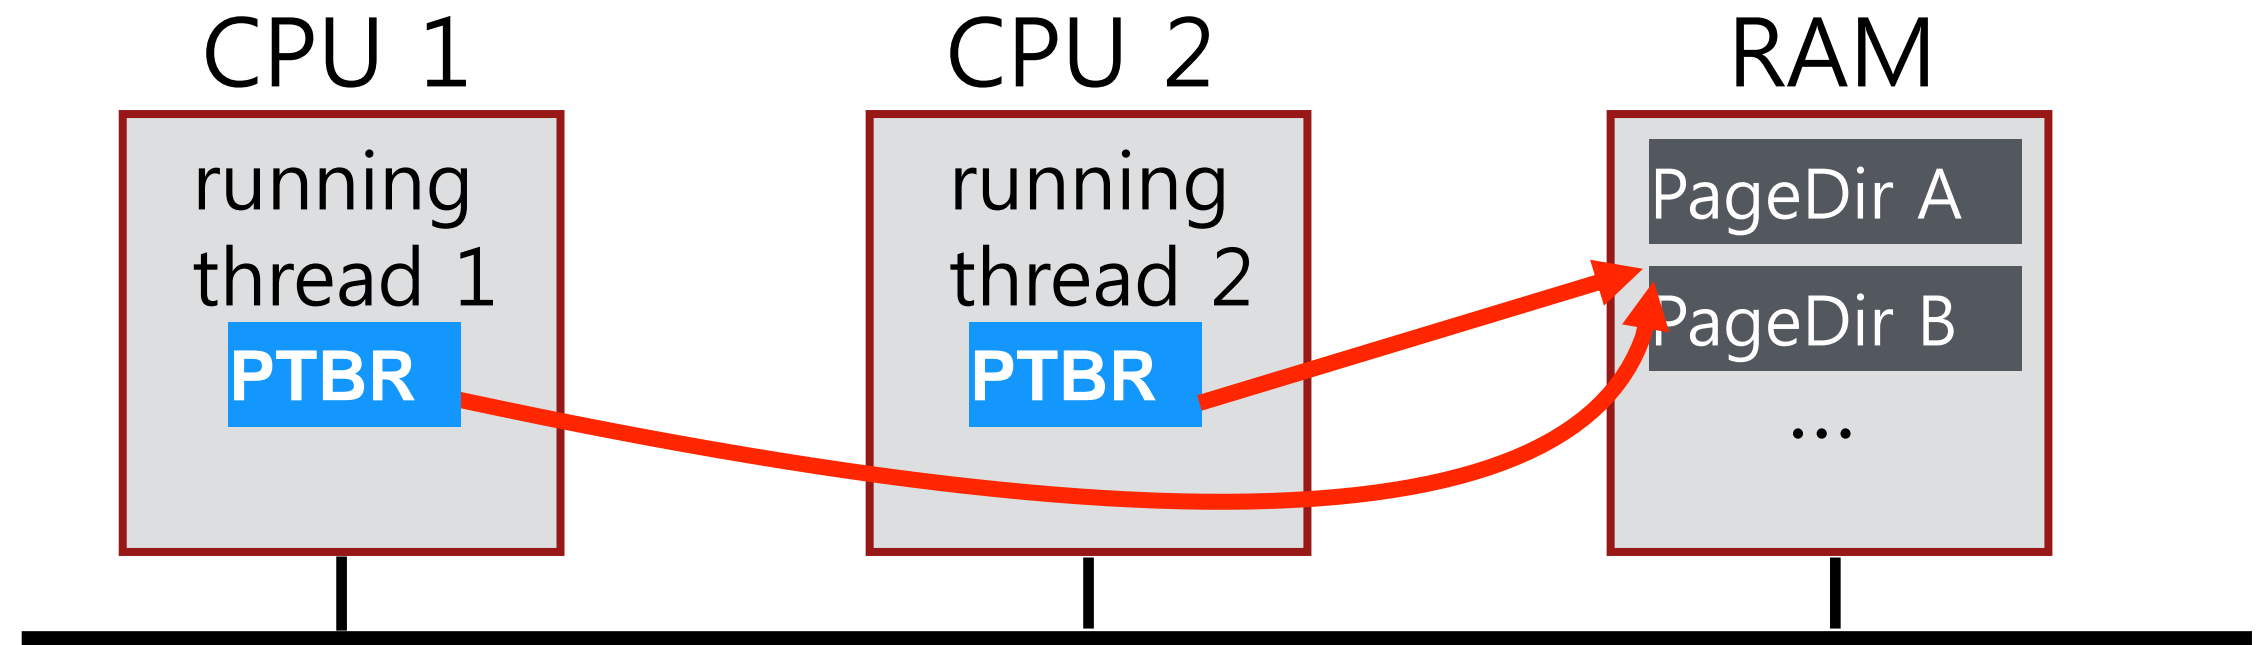 CPU 1
running
thread 1
PTBR
CPU 2
running
thread 2
PTBR
RAM
PageDir A
PageDir B
...